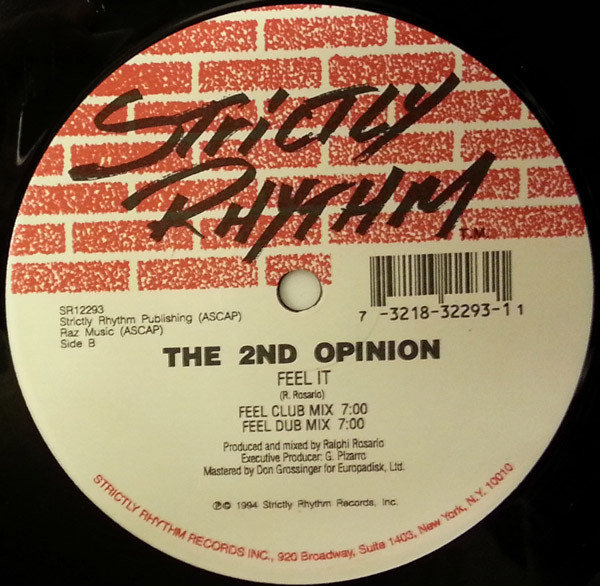 STRICTLY
RHYTHM
T.M.
SR12293
Strictly Rhythm Publishing (ASCAP)
Raz Music (ASCAP)
Side B
7 -3218-32293-1 1
THE 2ND OPINION
FEEL IT
(R. Rosario)
FEEL CLUB MIX 7:00
FEEL DUB MIX 7:00
Produced and mixed by Ralphi Rosario
Executive Producer: G. Pizarro
Mastered by Don Grossinger for Europadisk, Ltd.
℗© 1994 Strictly Rhythm Records, Inc.
STRICTLY RHYTHM RECORDS INC., 920 Broadway, Suite 1403, New York, N.Y. 10010